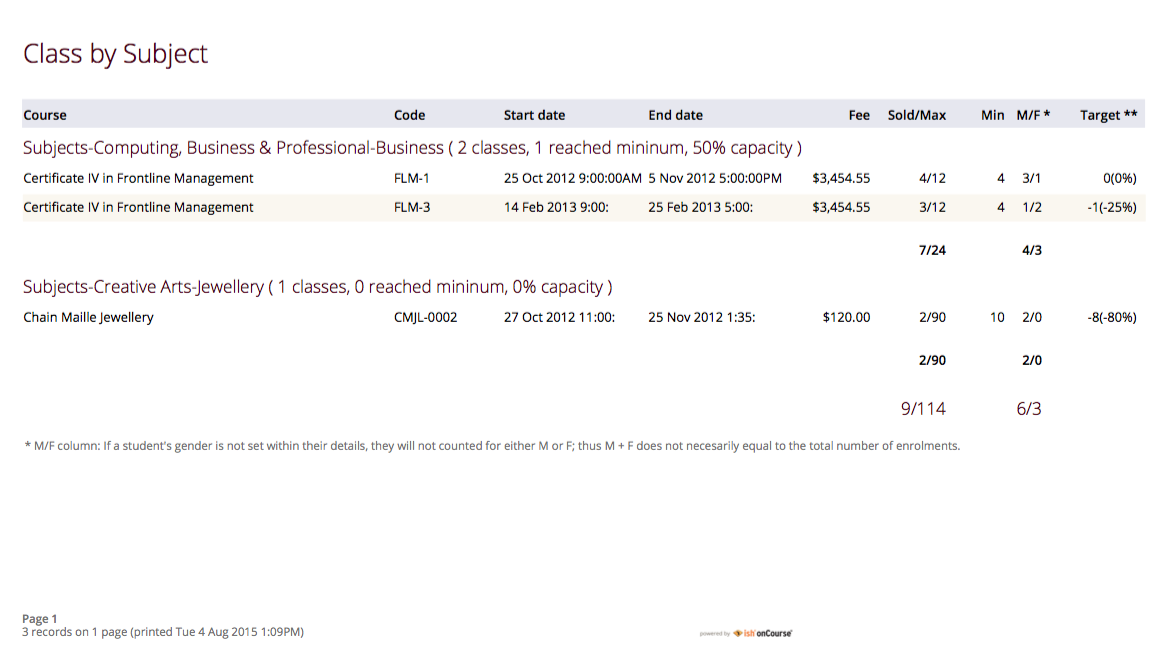 Class by Subject
Course Code Start date End date Fee Sold/Max Min M/F * Target **
Subjects-Computing, Business & Professional-Business ( 2 classes, 1 reached mininum, 50% capacity )
Certificate IV in Frontline Management FLM-1 25 Oct 2012 9:00:00AM 5 Nov 2012 5:00:00PM $3,454.55 4/12 4 3/1 0(0%)
Certificate IV in Frontline Management FLM-3 14 Feb 2013 9:00: 25 Feb 2013 5:00: $3,454.55 3/12 4 1/2 -1(-25%)
7/24 4/3
Subjects-Creative Arts-Jewellery ( 1 classes, 0 reached mininum, 0% capacity )
Chain Maille Jewellery CMJL-0002 27 Oct 2012 11:00: 25 Nov 2012 1:35: $120.00 2/90 10 2/0 -8(-80%)
2/90 2/0
9/114 6/3
* M/F column: If a student's gender is not set within their details, they will not counted for either M or F; thus M + F does not necesarily equal to the total number of enrolments.
Page 1
3 records on 1 page (printed Tue 4 Aug 2015 1:09PM)
powered by ish onCourse